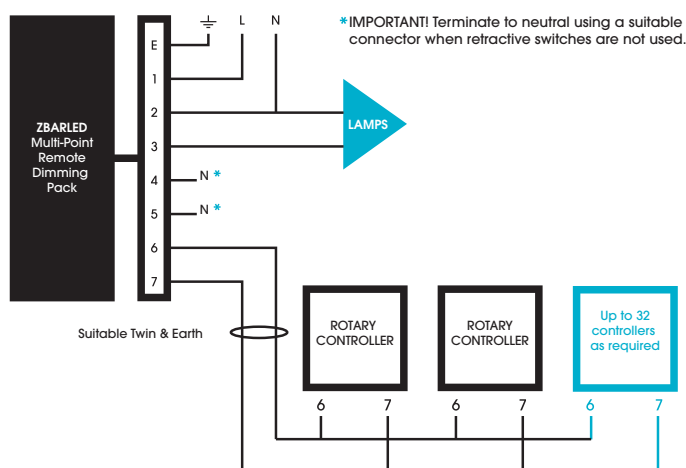 L N
*IMPORTANT! Terminate to neutral using a suitable
connector when retractive switches are not used.
E
1
2
3
4
5
6
7
ZBARLED
Multi-Point
Remote
Dimming
Pack
LAMPS
N *
N *
Suitable Twin & Earth
ROTARY
CONTROLLER
ROTARY
CONTROLLER
Up to 32
controllers
as required
6 7 6 7 6 7